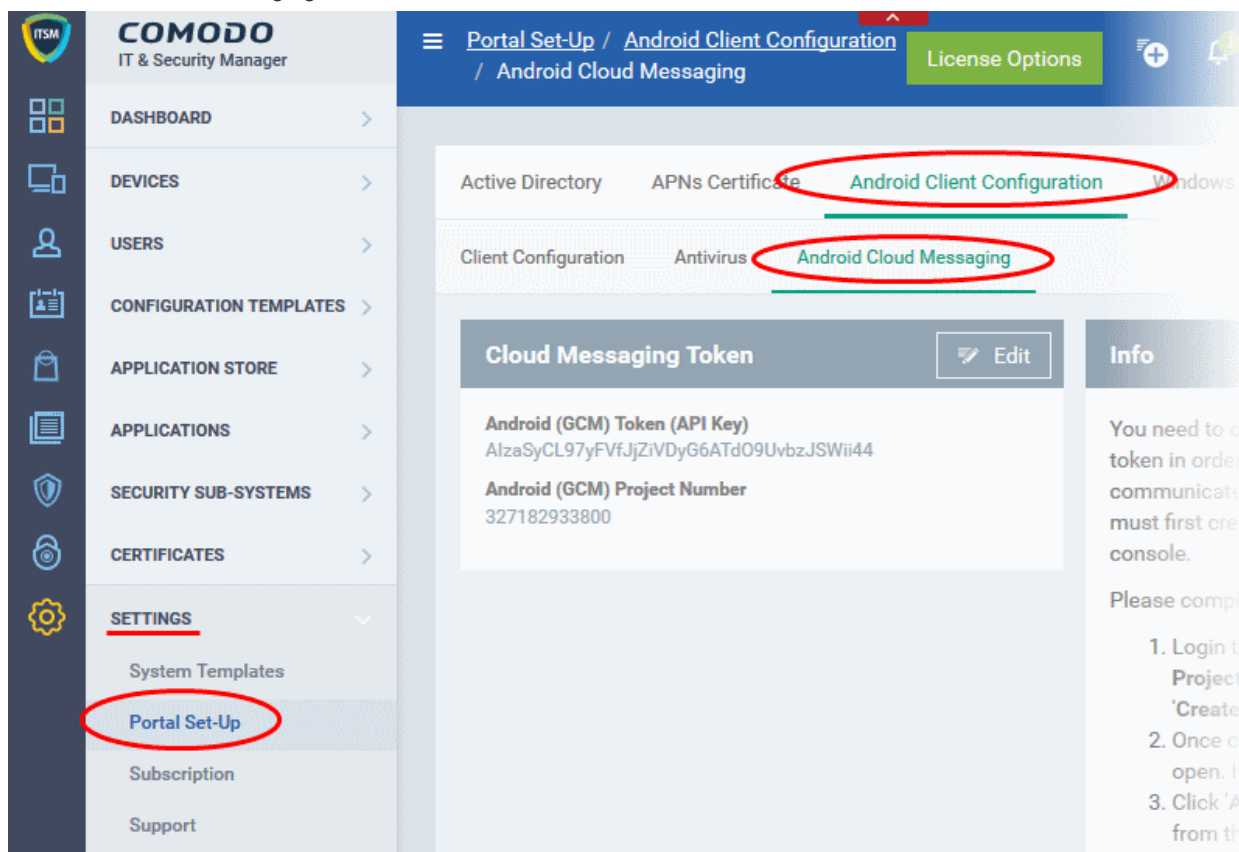 ITSM
COMODO
IT & Security Manager
DASHBOARD
DEVICES
USERS
CONFIGURATION TEMPLATES
APPLICATION STORE
APPLICATIONS
SECURITY SUB-SYSTEMS
CERTIFICATES
SETTINGS
System Templates
Portal Set-Up
Subscription
Support
Portal Set-Up / Android Client Configuration
/ Android Cloud Messaging
License Options
Active Directory APNs Certificate Android Client Configuration Windows
Client Configuration Antivirus Android Cloud Messaging
Cloud Messaging Token
Edit
Android (GCM) Token (API Key)
AIzaSyCL97yFVfJjZiVDyG6ATdO9UvbzJSWii44
Android (GCM) Project Number
327182933800
Info
You need to
token in order
communicate
must first
console.
Please
1. Login
Project
'Create
2. Once
open.
3. Click
from